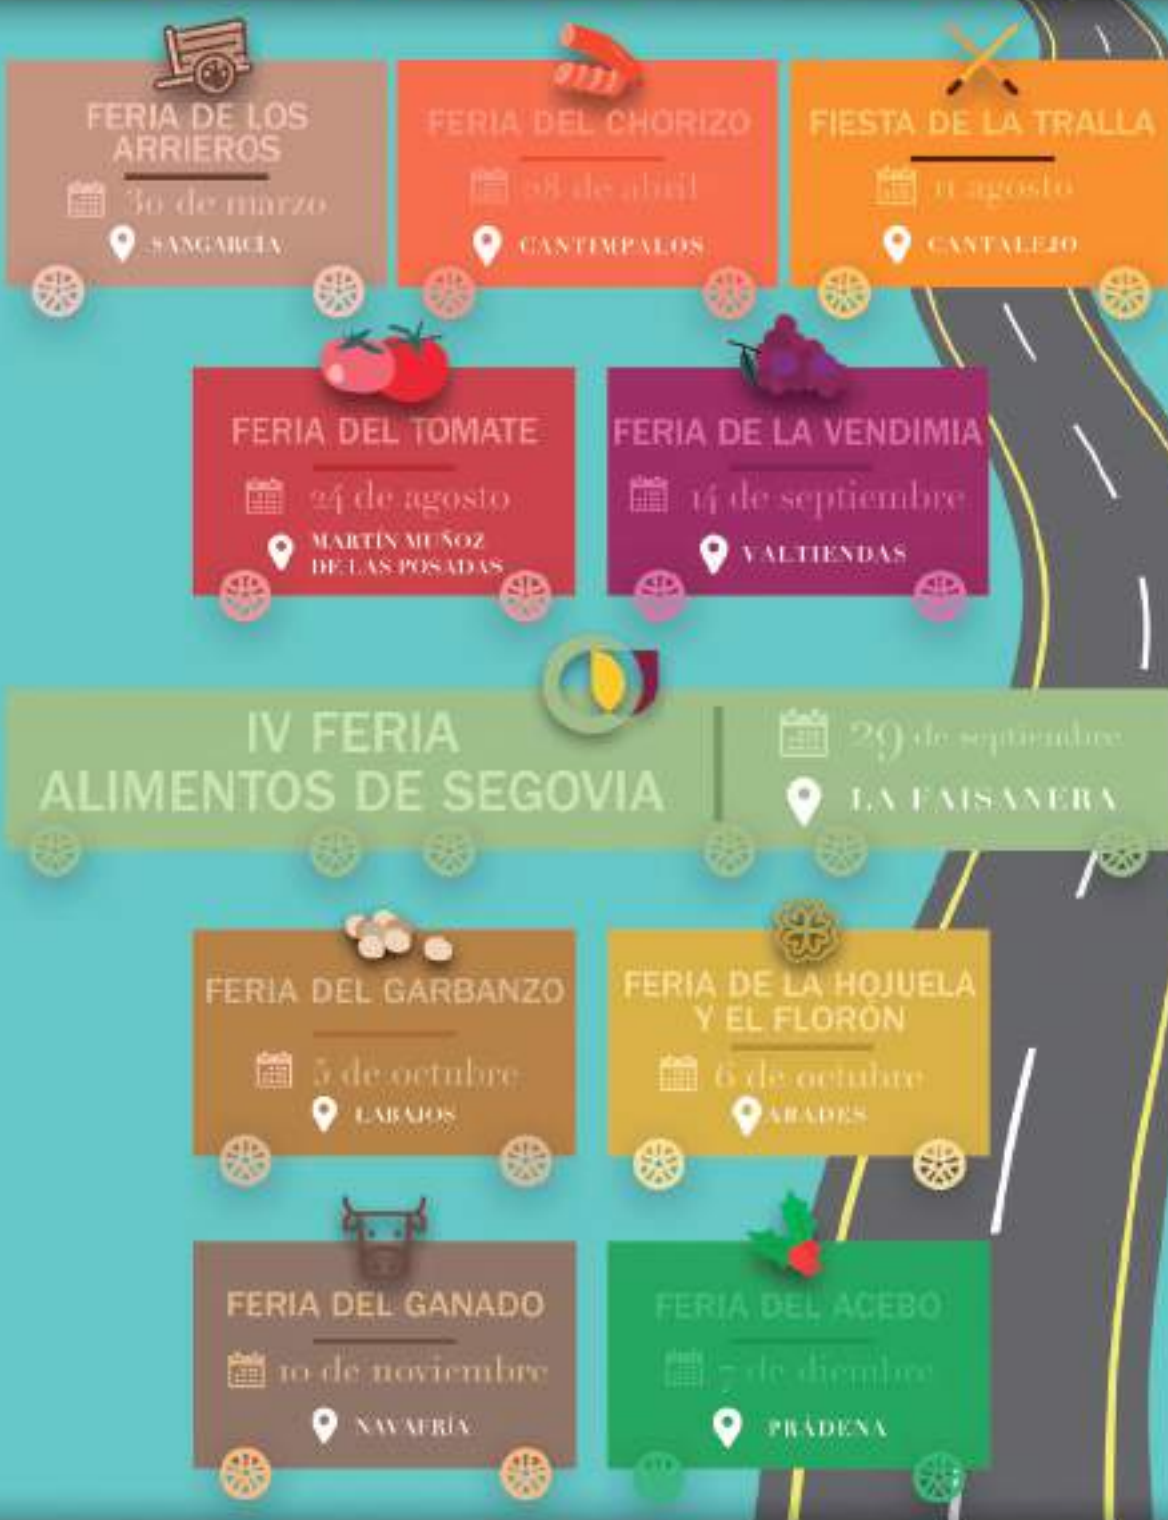 FERIA DE LOS
ARRIEROS
30 de marzo
SANGARCÍA
FERIA DEL CHORIZO
28 de abril
CANTIMPALOS
FIESTA DE LA TRALLA
11 agosto
CANTALEJO
FERIA DEL TOMATE
24 de agosto
MARTÍN MUÑOZ
DE LAS POSADAS
FERIA DE LA VENDIMIA
14 de septiembre
VALTIENDAS
IV FERIA
ALIMENTOS DE SEGOVIA
29 de septiembre
LA FAISANERA
FERIA DEL GARBANZO
5 de octubre
LABAJOS
FERIA DE LA HOJUELA
Y EL FLORÓN
6 de octubre
ABADES
FERIA DEL GANADO
10 de noviembre
NAVAFRÍA
FERIA DEL ACEBO
7 de diembre
PRÁDENA